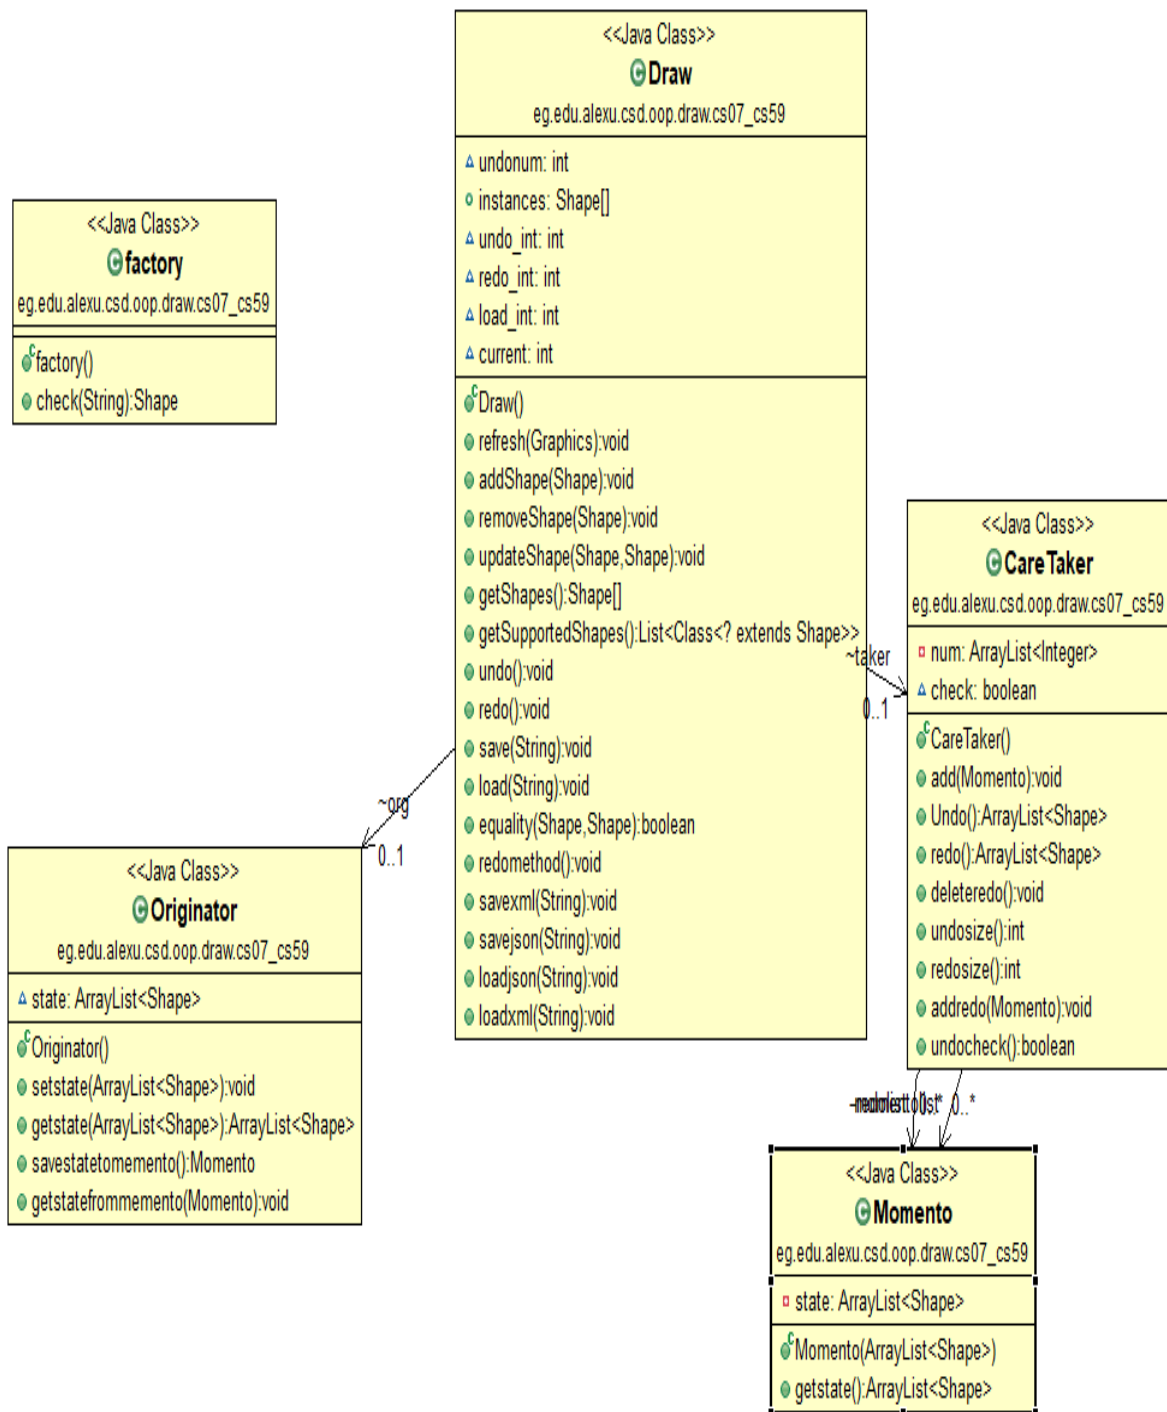 <<Java Class>>
Draw
eg.edu.alexu.csd.oop.draw.cs07_cs59
undonum: int
instances: Shape[]
undo_int: int
redo_int: int
load_int: int
current: int
Draw()
refresh(Graphics):void
addShape(Shape):void
removeShape(Shape):void
updateShape(Shape,Shape):void
getShapes():Shape[]
getSupportedShapes():List<Class<? extends Shape>>
undo():void
redo():void
save(String):void
load(String):void
equality(Shape,Shape):boolean
redomethod():void
savexml(String):void
savejson(String):void
loadjson(String):void
loadxml(String):void
<<Java Class>>
factory
eg.edu.alexu.csd.oop.draw.cs07_cs59
factory()
check(String):Shape
~taker
0..1
<<Java Class>>
CareTaker
eg.edu.alexu.csd.oop.draw.cs07_cs59
num: ArrayList<Integer>
check: boolean
CareTaker()
add(Momento):void
Undo():ArrayList<Shape>
redo():ArrayList<Shape>
deleteredo():void
undosize():int
redosize():int
addredo(Momento):void
undocheck():boolean
~org
0..1
<<Java Class>>
Originator
eg.edu.alexu.csd.oop.draw.cs07_cs59
state: ArrayList<Shape>
Originator()
setstate(ArrayList<Shape>):void
getstate(ArrayList<Shape>):ArrayList<Shape>
savestatetomemento():Momento
getstatefrommemento(Momento):void
0..*
<<Java Class>>
Momento
eg.edu.alexu.csd.oop.draw.cs07_cs59
state: ArrayList<Shape>
Momento(ArrayList<Shape>)
getstate():ArrayList<Shape>